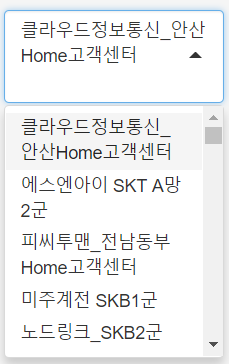 클라우드정보통신_안산
Home고객센터
클라우드정보통신_
안산Home고객센터
에스엔아이 SKT A망
2군
피씨투맨_전남동부
Home고객센터
미주계전 SKB1군
노드링크_SKB2군